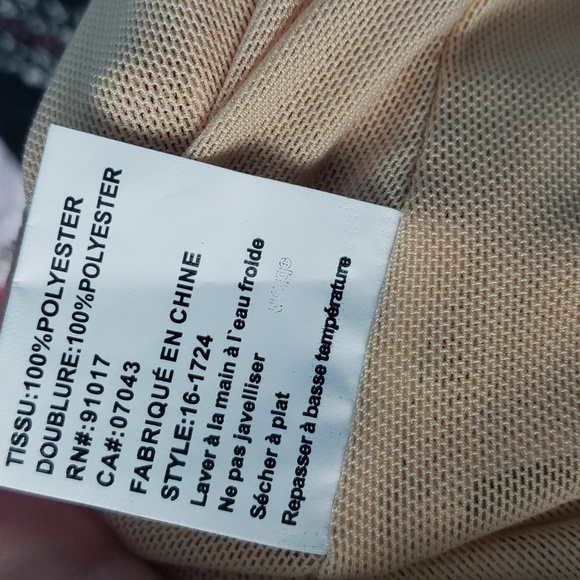 TISSU:100%POLYESTER
DOUBLURE:100%POLYESTER
RN#:91017
CA#:07043
FABRIQUÉ EN CHINE
STYLE:16-1724
Laver à la main à l`eau froide
Ne pas javelliser
Sécher à plat
Repasser à basse température